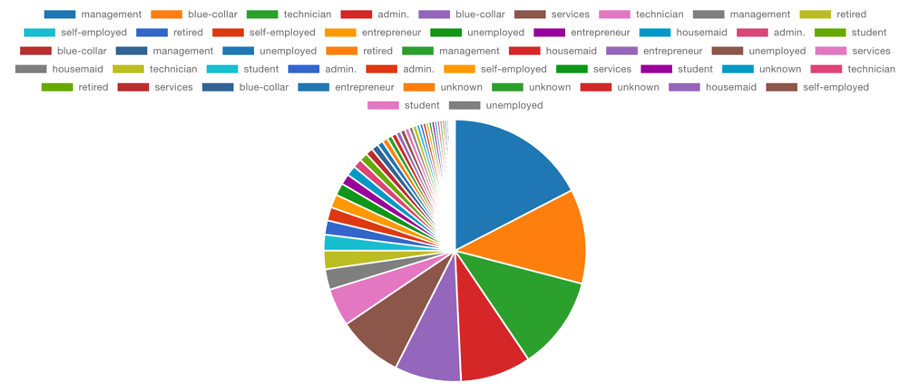 management blue-collar technician admin. blue-collar services technician management retired
self-employed retired self-employed entrepreneur unemployed entrepreneur housemaid admin. student
blue-collar management unemployed retired management housemaid entrepreneur unemployed services
housemaid technician student admin. admin. self-employed services student unknown technician
retired services blue-collar entrepreneur unknown unknown unknown housemaid self-employed
student unemployed